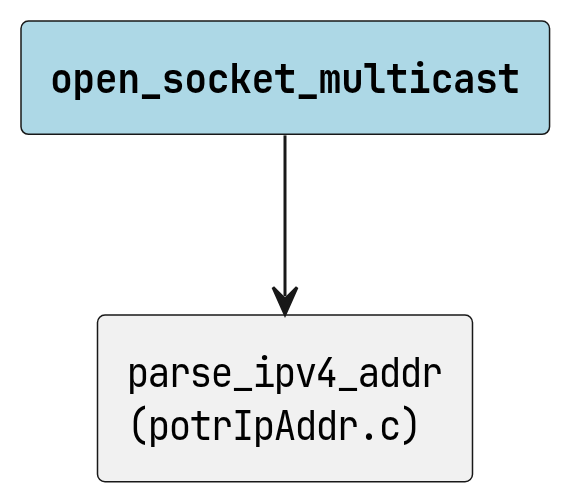 open_socket_multicast
parse_ipv4_addr
(potrIpAddr.c)